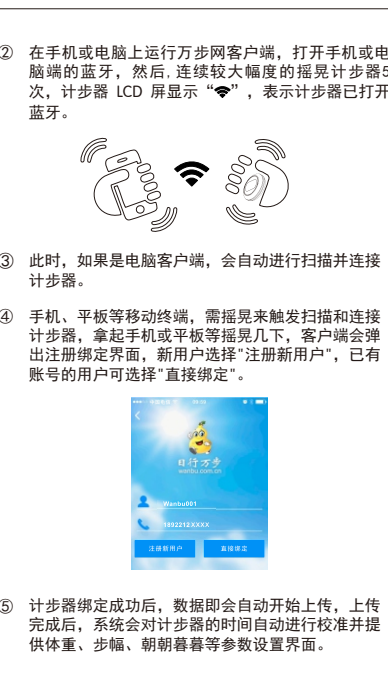 ② 在手机或电脑上运行万步网客户端，打开手机或电
脑端的蓝牙，然后，连续较大幅度的摇晃计步器5
次，计步器 LCD 屏显示 “ ”，表示计步器已打开
蓝牙。
③ 此时，如果是电脑客户端，会自动进行扫描并连接
计步器。
④ 手机、平板等移动终端，需摇晃来触发扫描和连接
计步器，拿起手机或平板等摇晃几下，客户端会弹
出注册绑定界面，新用户选择"注册新用户"，已有
账号的用户可选择"直接绑定"。
日行万步
wanbu.com.cn
Wanbu001
1892212XXXX
注册新用户 直接绑定
⑤ 计步器绑定成功后，数据即会自动开始上传，上传
完成后，系统会对计步器的时间自动进行校准并提
供体重、步幅、朝朝暮暮等参数设置界面。